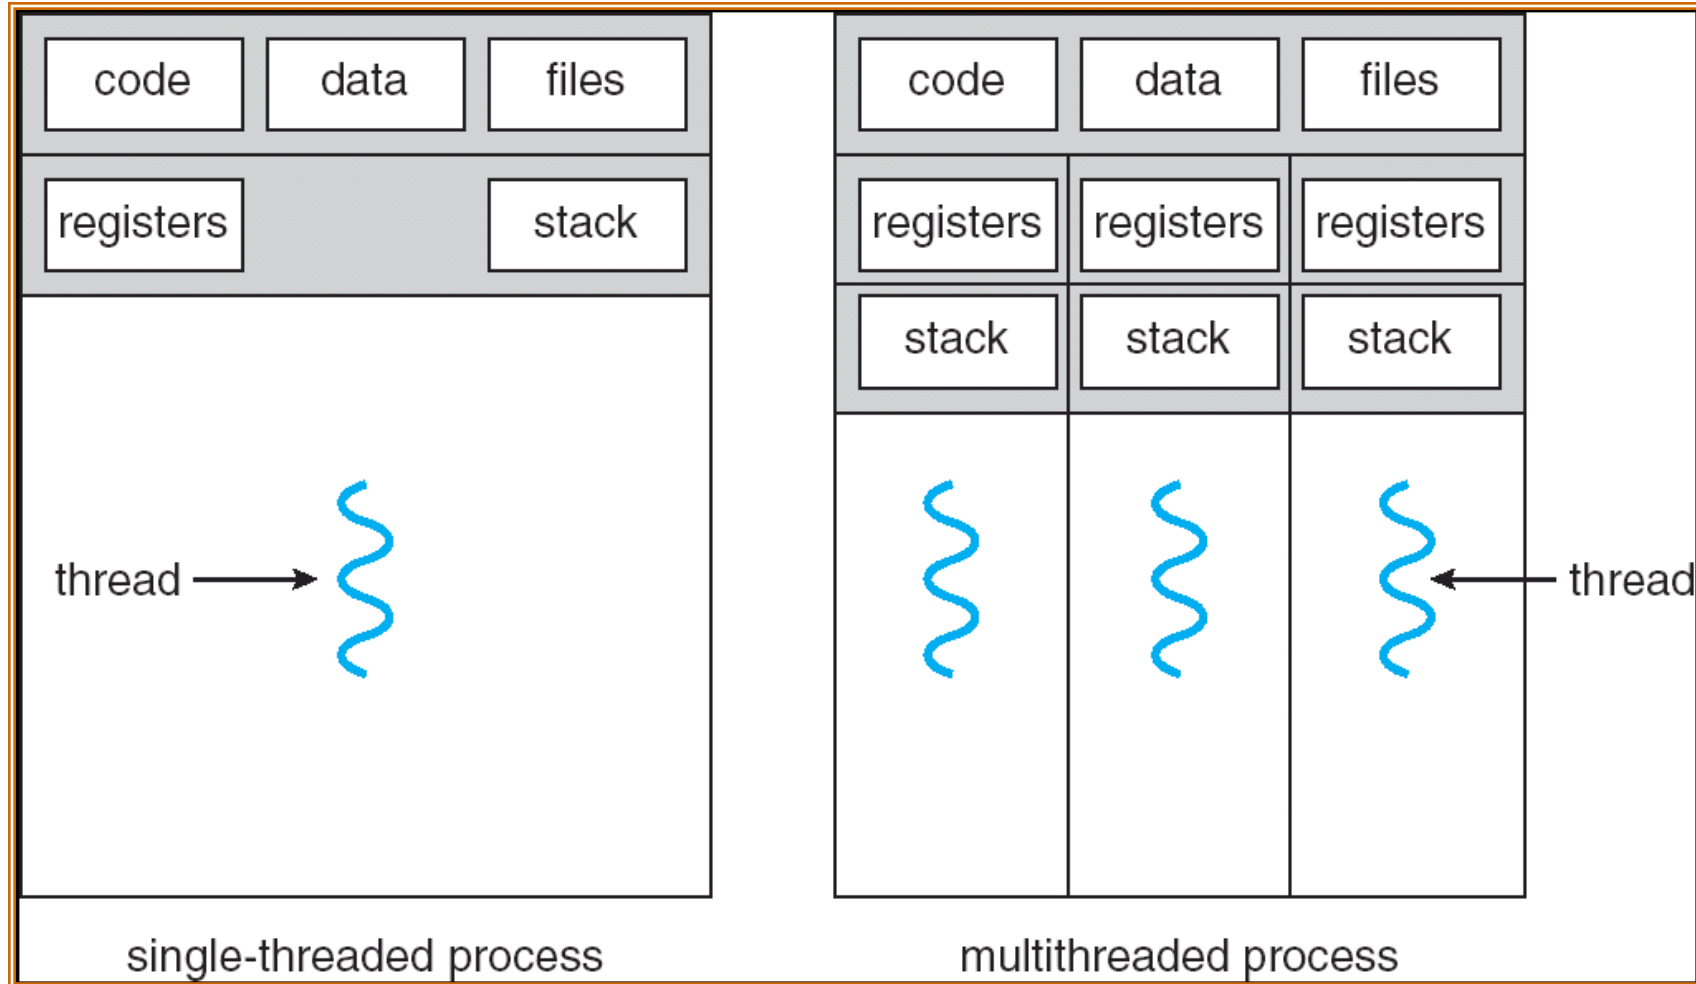 code data files
registers stack
thread
single-threaded process
code data files
registers registers registers
stack stack stack
thread
multithreaded process